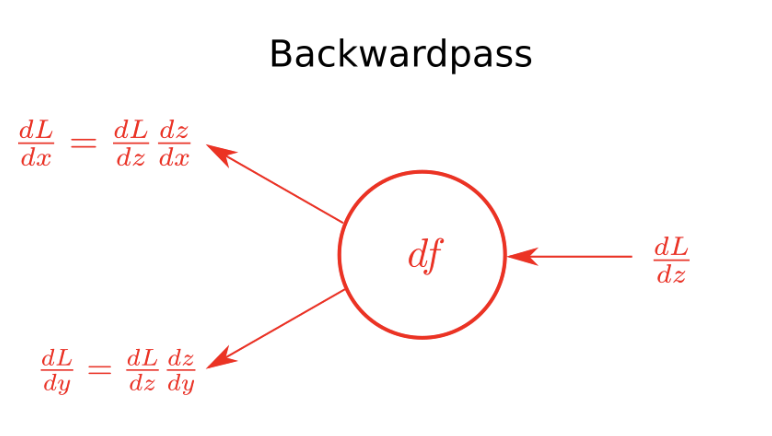 Backwardpass
dL/dx = dL/dz dz/dx
df
dL/dz
dL/dy = dL/dz dz/dy